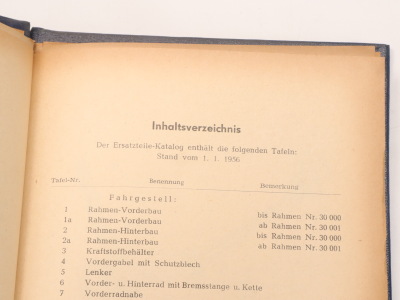 Inhaltsverzeichnis
Der Ersatzteile-Katalog enthält die folgenden Tafeln:
Stand vom 1. 1. 1956
Tafel-Nr. Benennung Bemerkung
Fahrgestell:
1 Rahmen-Vorderbau bis Rahmen Nr. 30 000
1a Rahmen-Vorderbau ab Rahmen Nr. 30 001
2 Rahmen-Hinterbau bis Rahmen Nr. 30 000
2a Rahmen-Hinterbau ab Rahmen Nr. 30 001
3 Kraftstoffbehälter
4 Vordergabel mit Schutzblech
5 Lenker
6 Vorder- u. Hinterrad mit Bremsstange u. Kette
7 Vorderradnabe